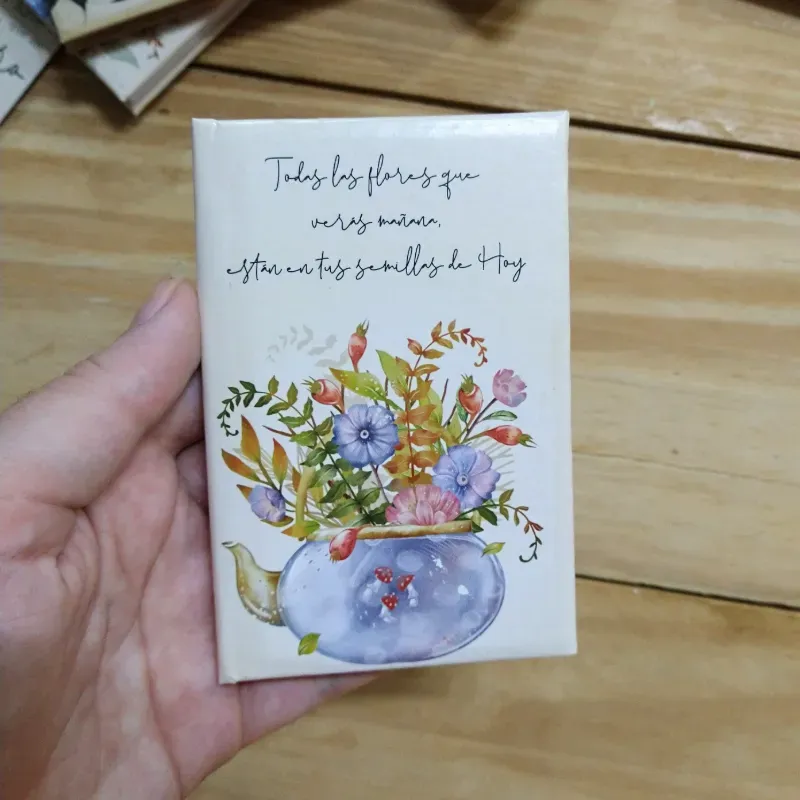 Todas las flores que
verás mañana,
están en tus semillas de Hoy